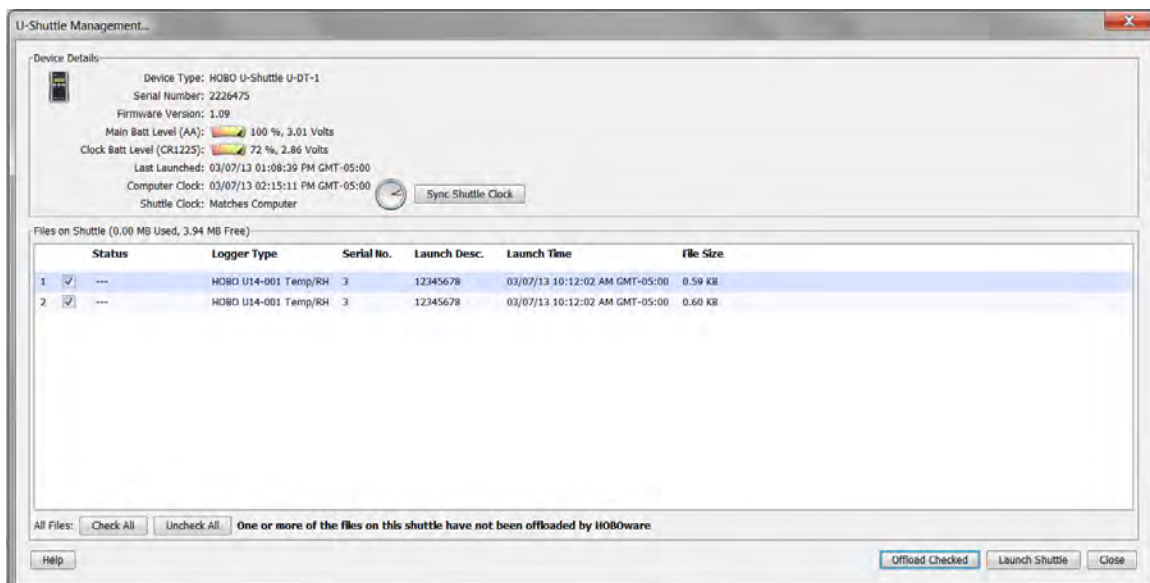 U-Shuttle Management...
Device Details
Device Type: HOBO U-Shuttle U-DT-1
Serial Number: 2226475
Firmware Version: 1.09
Main Batt Level (AA): 100 %, 3.01 Volts
Clock Batt Level (CR1225): 72 %, 2.86 Volts
Last Launched: 03/07/13 01:08:39 PM GMT-05:00
Computer Clock: 03/07/13 02:15:11 PM GMT-05:00
Shuttle Clock: Matches Computer
Sync Shuttle Clock
Files on Shuttle (0.00 MB Used, 3.94 MB Free)
Status Logger Type Serial No. Launch Desc. Launch Time File Size
1 --- HOBO U14-001 Temp/RH 3 12345678 03/07/13 10:12:02 AM GMT-05:00 0.59 KB
2 --- HOBO U14-001 Temp/RH 3 12345678 03/07/13 10:12:02 AM GMT-05:00 0.60 KB
All Files: Check All Uncheck All One or more of the files on this shuttle have not been offloaded by HOBOware
Help Offload Checked Launch Shuttle Close